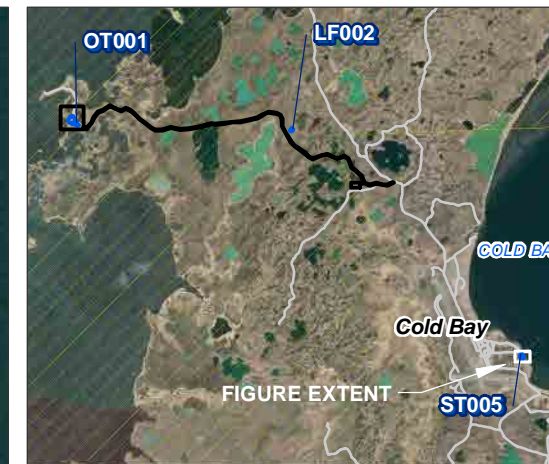 OT001
LF002
COLD BA
Cold Bay
FIGURE EXTENT
ST005